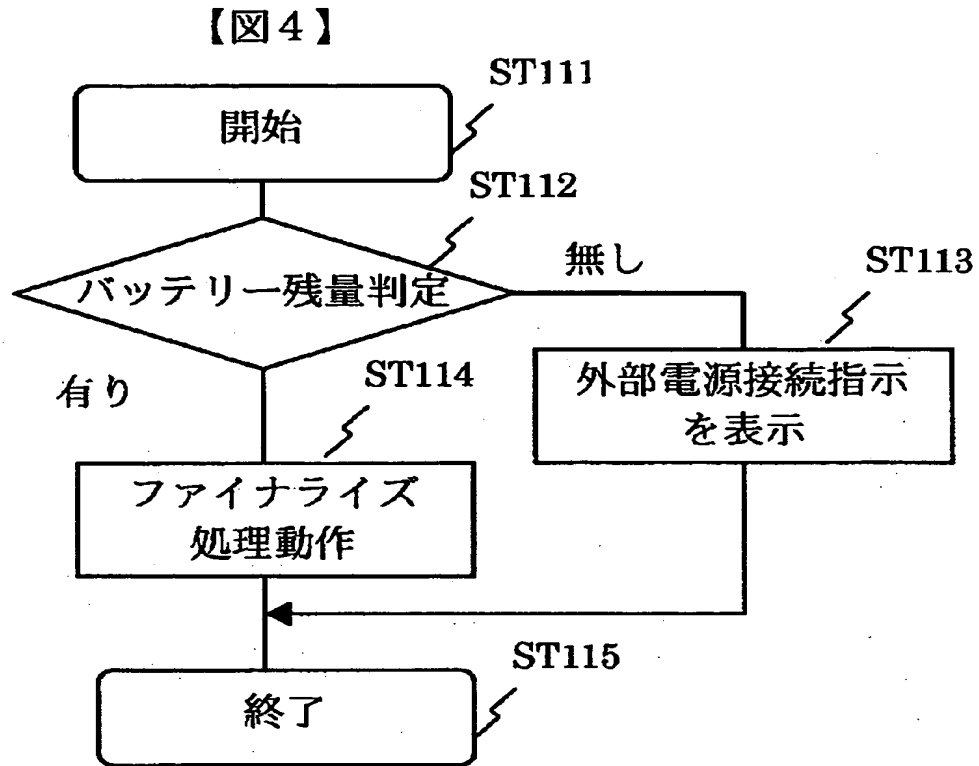 【図４】
ST111
開始
ST112
バッテリー残量判定
無し
ST113
外部電源接続指示
を表示
有り
ST114
ファイナライズ
処理動作
ST115
終了